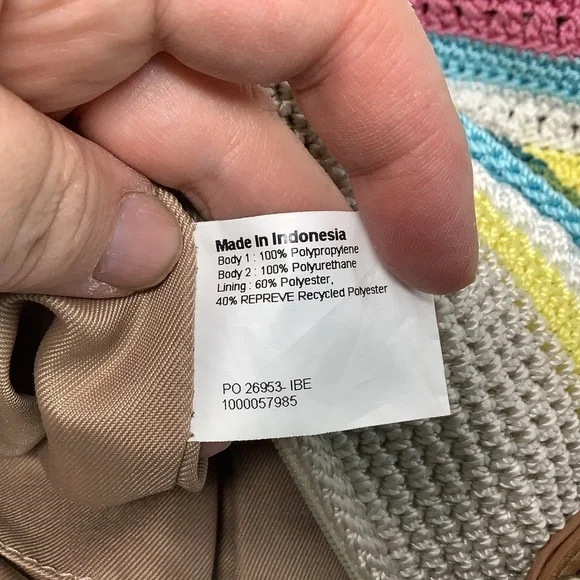 Made In Indonesia
Body 1 : 100% Polypropylene
Body 2 : 100% Polyurethane
Lining : 60% Polyester,
40% REPREVE Recycled Polyester
PO 26953- IBE
1000057985